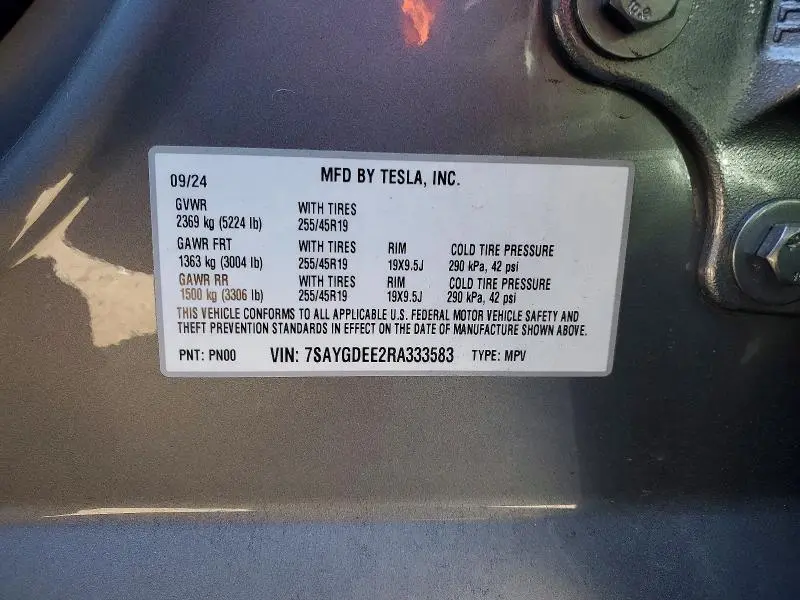 09/24 MFD BY TESLA, INC.
GVWR
2369 kg (5224 lb) WITH TIRES 255/45R19
GAWR FRT WITH TIRES RIM COLD TIRE PRESSURE
1363 kg (3004 lb) 255/45R19 19X9.5J 290 kPa, 42 psi
GAWR RR WITH TIRES COLD TIRE PRESSURE
1500 kg (3306 lb) 255/45R19 19X9.5J 290 kPa, 42 psi
THIS VEHICLE CONFORMS TO ALL APPLICABLE U.S. FEDERAL MOTOR VEHICLE SAFETY AND
THEFT PREVENTION STANDARDS IN EFFECT ON THE DATE OF MANUFACTURE SHOWN ABOVE.
PNT: PN00 VIN: 7SAYGDEE2RA333583 TYPE: MPV